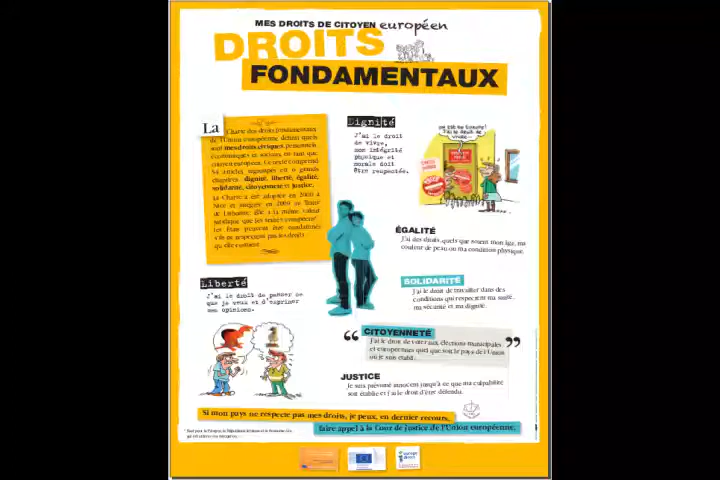 MES DROITS DE CITOYEN européen
DROITS
FONDAMENTAUX
La
Charte des droits fondamentaux
de l'Union européenne définit quels
sont mes droits civiques, personnels,
économiques et sociaux, en tant que
citoyen européen. Ce texte comprend
54 articles regroupés en 6 grands
chapitres : dignité, liberté, égalité,
solidarité, citoyenneté et justice.
La Charte a été adoptée en 2000 à
Nice et intégrée en 2009 au Traité
de Lisbonne. Elle a la même valeur
juridique que les textes européens*
les États peuvent être
s'ils ne respectent pas les droits
qu'elle contient
Dignité
J'ai le droit
de vivre,
mon intégrité
physique et
morale doit
être respectée.
ÉGALITÉ
J'ai des droits, quels que soient mon âge, ma
couleur de peau ou ma condition physique.
SOLIDARITÉ
J'ai le droit de travailler dans des
conditions qui respectent ma santé,
ma sécurité et ma dignité.
Liberté
J'ai le droit de penser ce
que je veux et d'exprimer
mes opinions.
“ CITOYENNETÉ ”
J'ai le droit de voter aux élections municipales
et européennes quel que soit le pays de l'Union
où je suis établi.
JUSTICE
Je suis présumé innocent jusqu'à ce que ma culpabilité
soit établie et j'ai le droit d'être défendu.
Si mon pays ne respecte pas mes droits, je peux, en dernier recours,
faire appel à la Cour de justice de l'Union européenne.